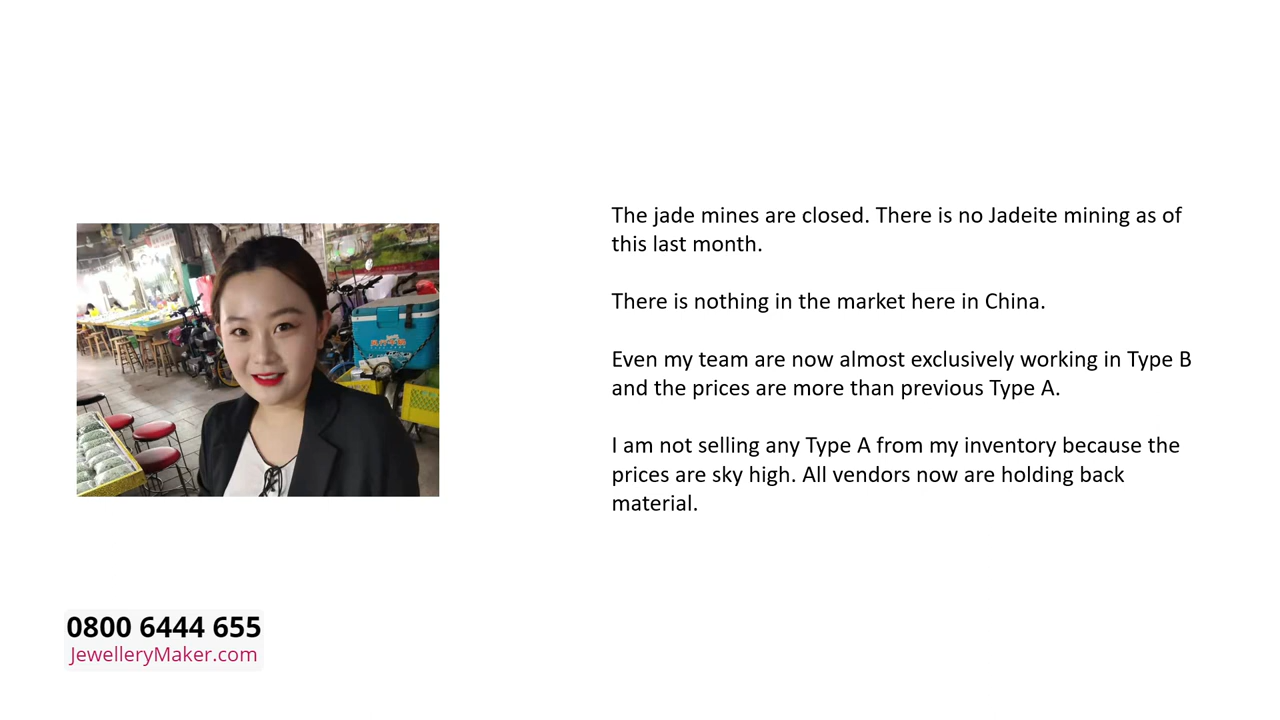 The jade mines are closed. There is no Jadeite mining as of
this last month.
There is nothing in the market here in China.
Even my team are now almost exclusively working in Type B
and the prices are more than previous Type A.
I am not selling any Type A from my inventory because the
prices are sky high. All vendors now are holding back
material.
0800 6444 655
JewelleryMaker.com